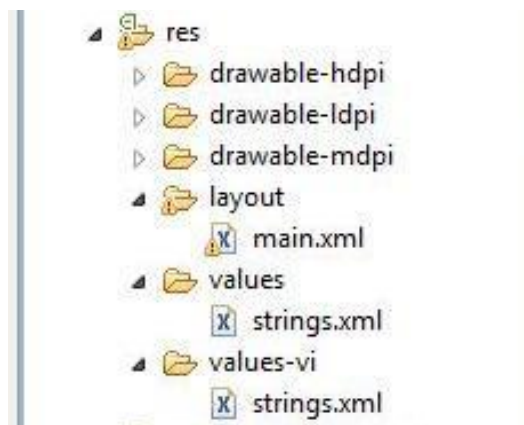 res
drawable-hdpi
drawable-ldpi
drawable-mdpi
layout
main.xml
values
strings.xml
values-vi
strings.xml